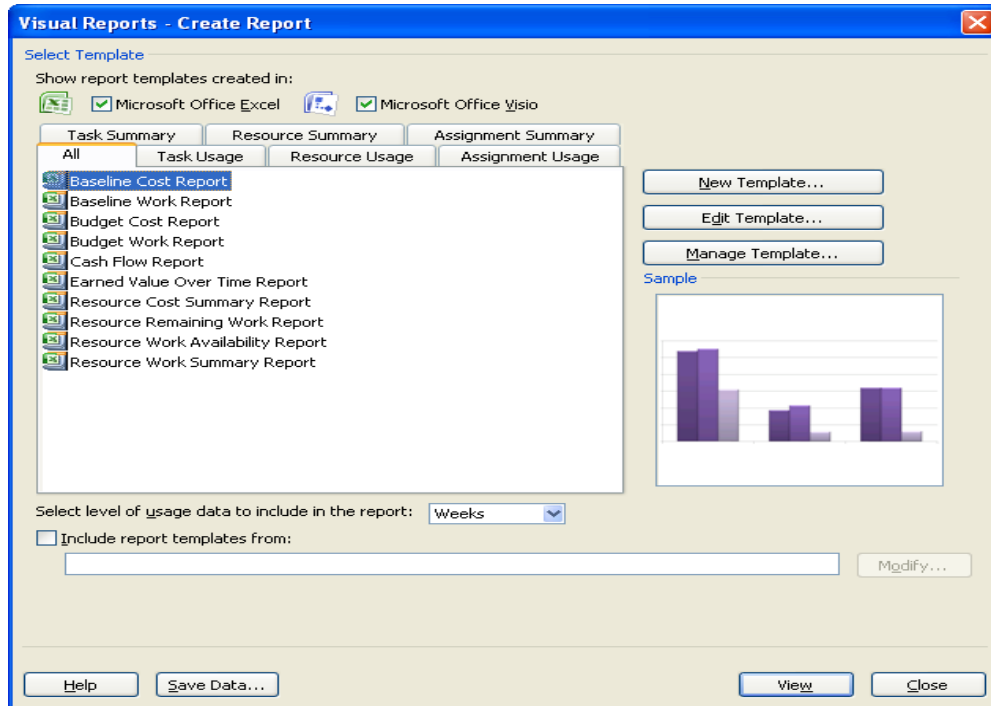 Visual Reports - Create Report
Select Template
Show report templates created in:
Microsoft Office Excel Microsoft Office Visio
Task Summary Resource Summary Assignment Summary
All Task Usage Resource Usage Assignment Usage
Baseline Cost Report
Baseline Work Report
Budget Cost Report
Budget Work Report
Cash Flow Report
Earned Value Over Time Report
Resource Cost Summary Report
Resource Remaining Work Report
Resource Work Availability Report
Resource Work Summary Report
New Template...
Edit Template...
Manage Template...
Sample
Select level of usage data to include in the report: Weeks
Include report templates from:
Modify...
Help Save Data... View Close